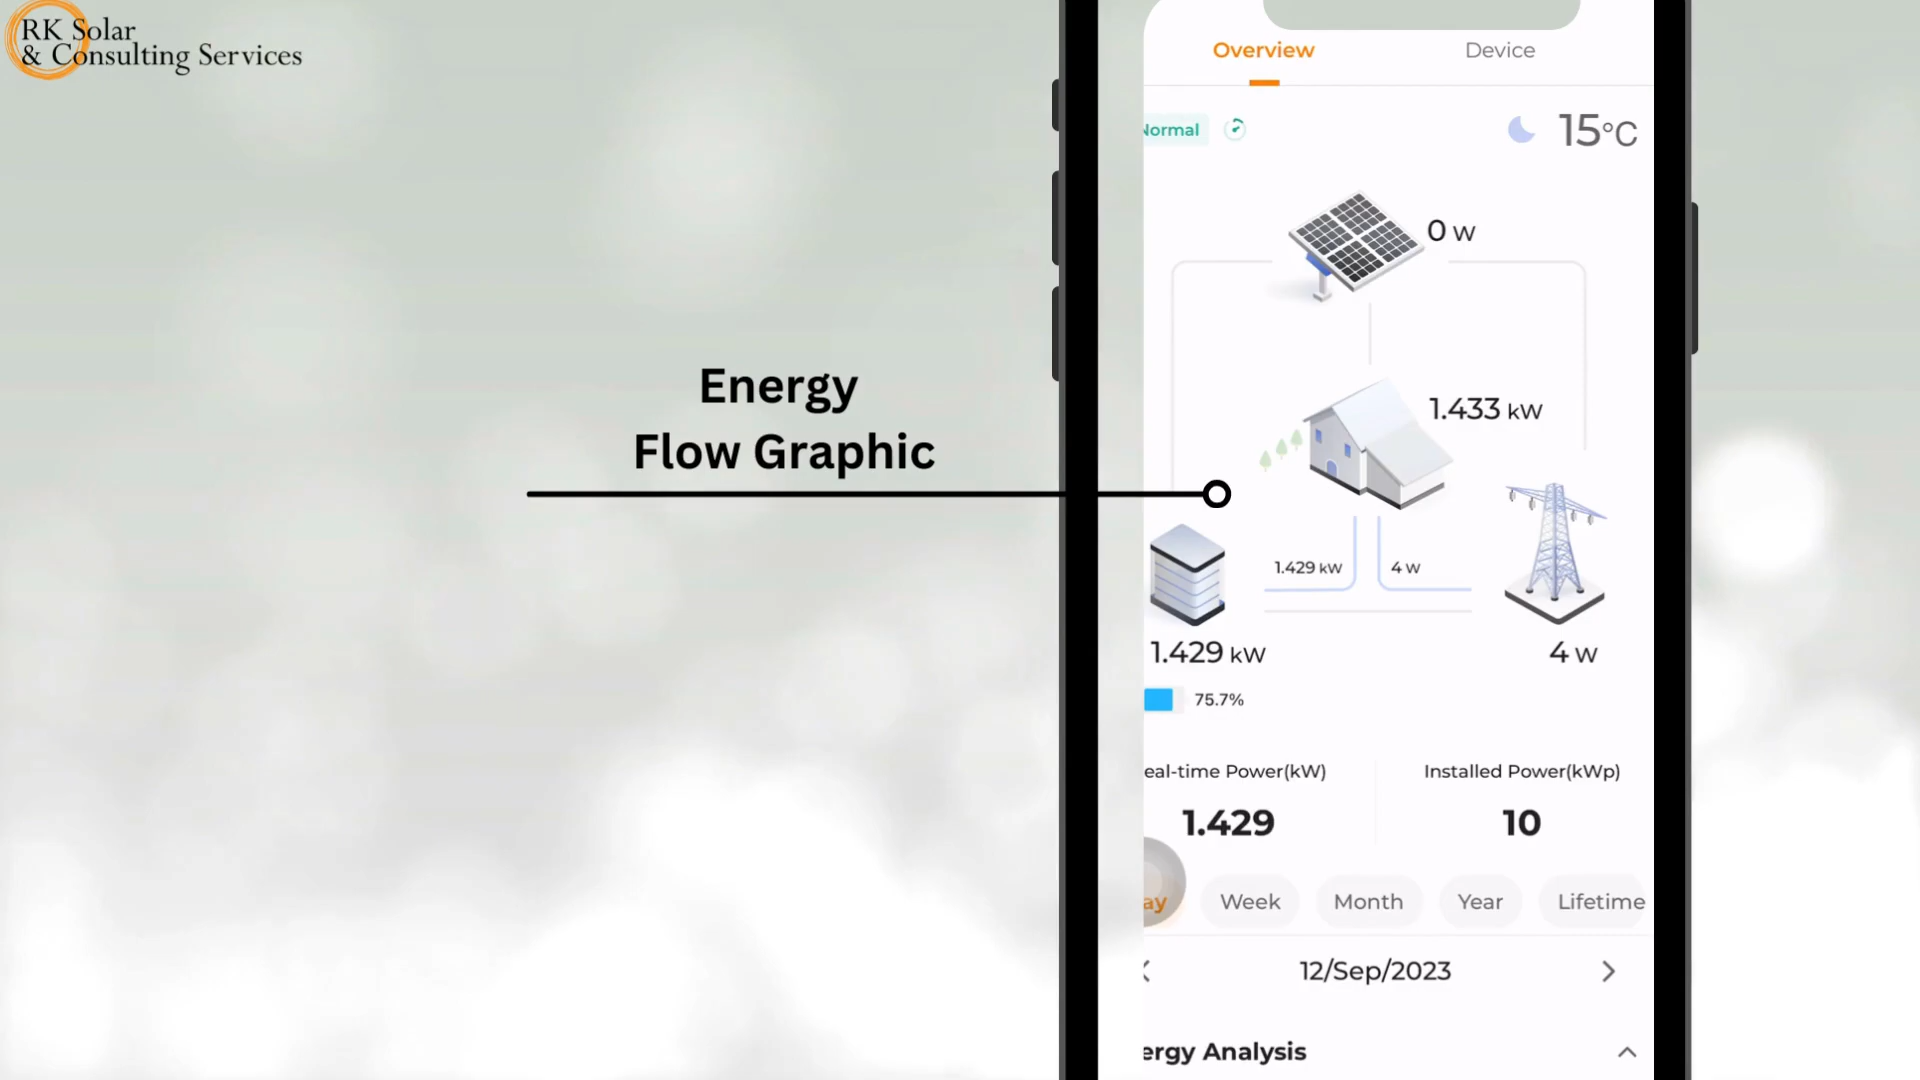 RK Solar
& Consulting Services
Overview
Device
Normal
15°C
0 W
Energy
Flow Graphic
1.433 kW
1.429 kW
4 W
1.429 kW
4 W
75.7%
eal-time Power(kW)
Installed Power(kWp)
1.429
10
ay
Week
Month
Year
Lifetime
12/Sep/2023
ergy Analysis